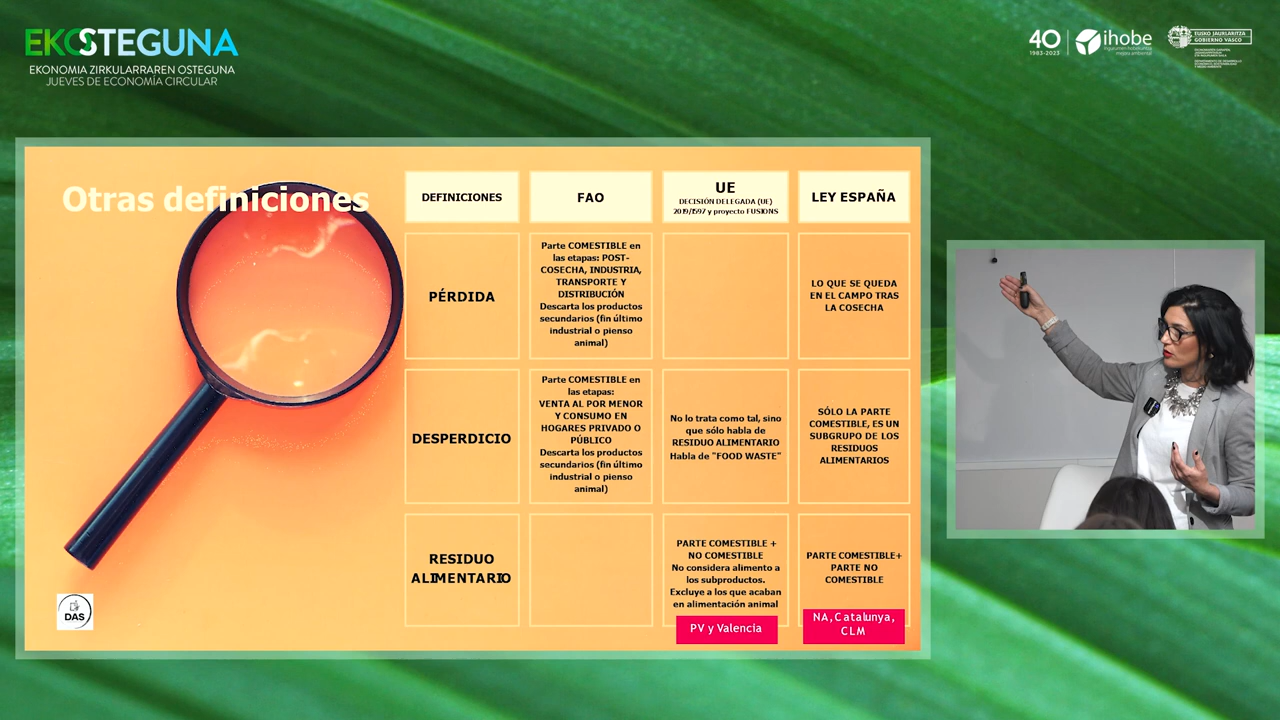 EKOSTEGUNA
EKONOMIA ZIRKULARRAREN OSTEGUNA
JUEVES DE ECONOMÍA CIRCULAR
40
1983-2023
ihobe
EUSKO JAURLARITZA
GOBIERNO VASCO
Otras definiciones
DEFINICIONES
FAO
UE
DECISIÓN DELEGADA (UE)
2019/1597 y proyecto FUSIONS
LEY ESPAÑA
PÉRDIDA
Parte COMESTIBLE en
las etapas: POST-
COSECHA, INDUSTRIA,
TRANSPORTE Y
DISTRIBUCIÓN
Descarta los productos
secundarios (fin último
industrial o pienso
animal)
LO QUE SE QUEDA
EN EL CAMPO TRAS
LA COSECHA
DESPERDICIO
Parte COMESTIBLE en
las etapas:
VENTA AL POR MENOR
Y CONSUMO EN
HOGARES PRIVADO O
PÚBLICO
Descarta los productos
secundarios (fin último
industrial o pienso
animal)
No lo trata como tal, sino
que sólo habla de
RESIDUO ALIMENTARIO
Habla de "FOOD WASTE"
SÓLO LA PARTE
COMESTIBLE, ES UN
SUBGRUPO DE LOS
RESIDUOS
ALIMENTARIOS
RESIDUO
ALIMENTARIO
PARTE COMESTIBLE +
NO COMESTIBLE
No considera alimento a
los subproductos.
Excluye a los que acaban
en alimentación animal
PARTE COMESTIBLE+
PARTE NO
COMESTIBLE
PV y Valencia
NA, Catalunya,
CLM
DAS